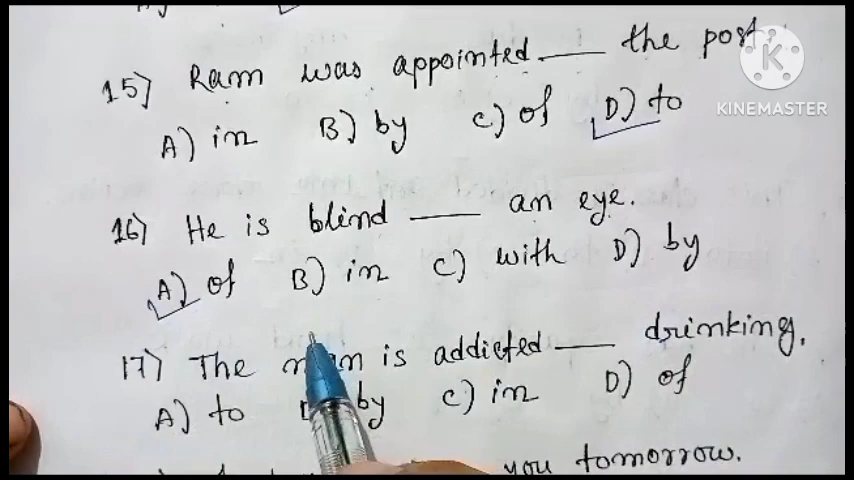 15) Ram was appointed ___ the post.
A) in B) by C) of D) to
KINEMASTER
16) He is blind ___ an eye.
A) of B) in C) with D) by
17) The man is addicted ___ drinking.
A) to by C) in D) of
you tomorrow.